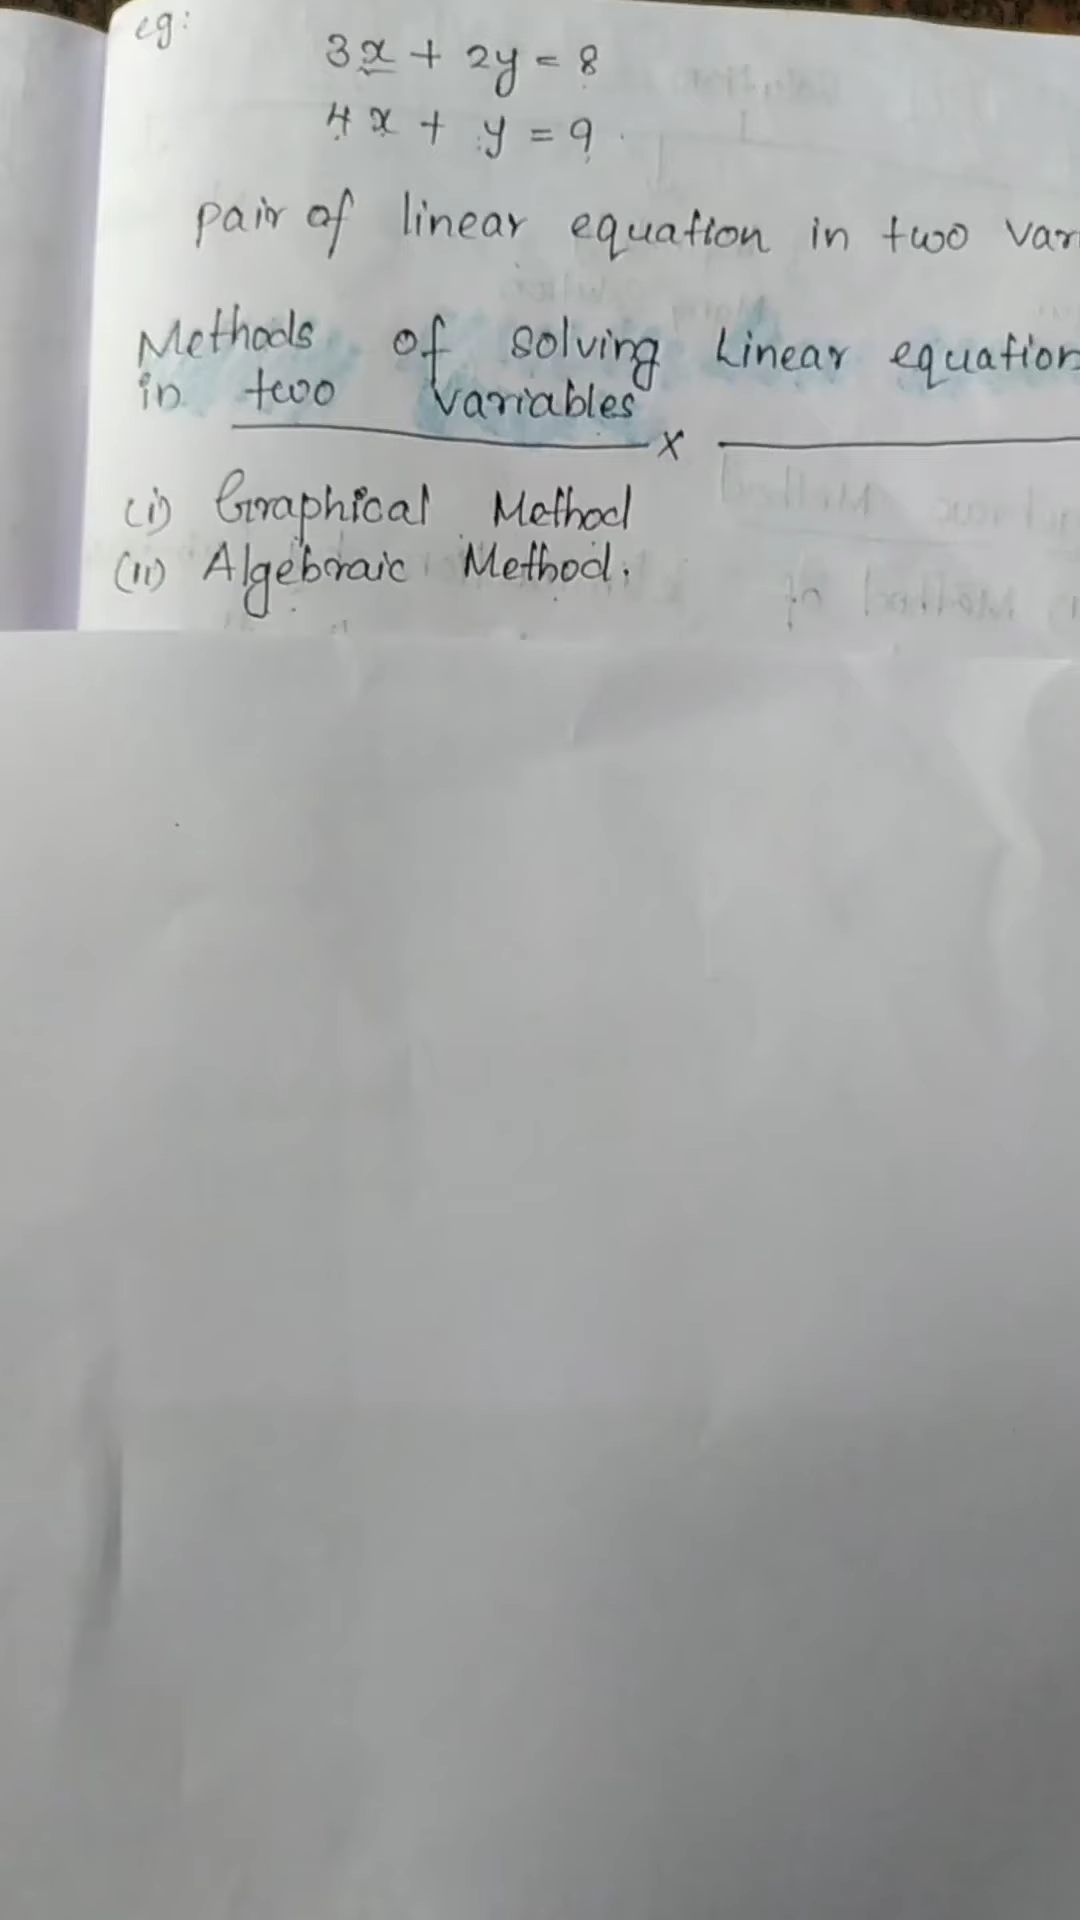 eg:
3x + 2y = 8
4x + y = 9
pair of linear equation in two var
Methods of solving Linear equation
in two variables
x
(i) Graphical Method
(ii) Algebraic Method.